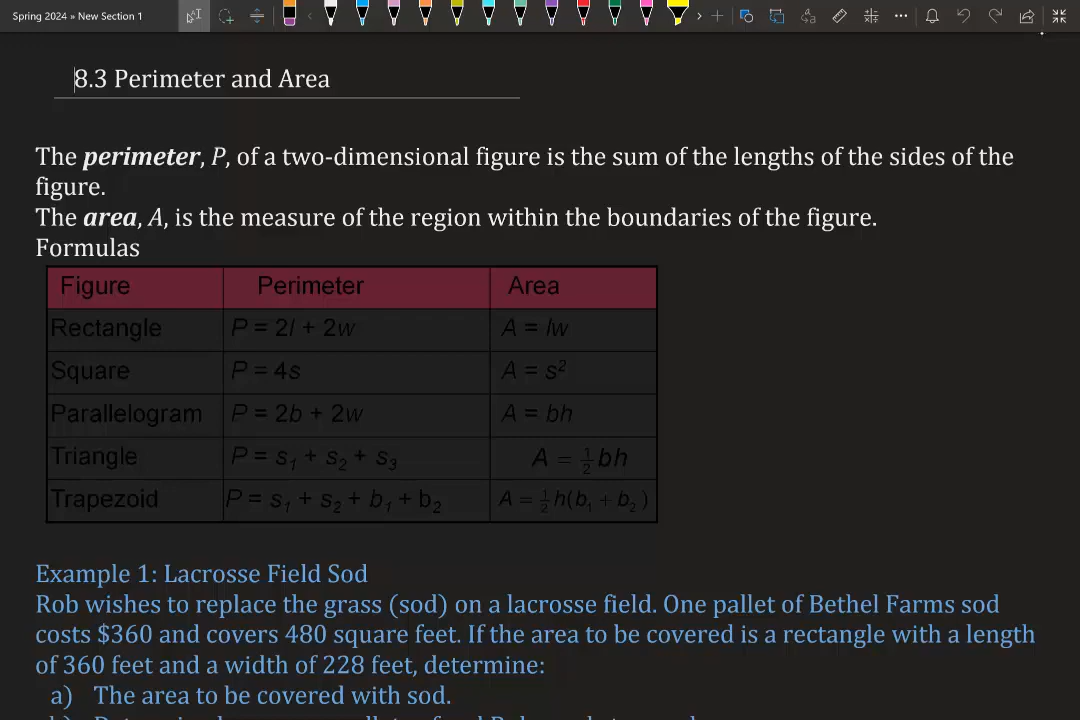 Spring 2024 » New Section 1
8.3 Perimeter and Area
The perimeter, P, of a two-dimensional figure is the sum of the lengths of the sides of the
figure.
The area, A, is the measure of the region within the boundaries of the figure.
Formulas
Figure Perimeter Area
Rectangle P = 2l + 2w A = lw
Square P = 4s A = s²
Parallelogram P = 2b + 2w A = bh
Triangle P = s₁ + s₂ + s₃ A = ½bh
Trapezoid P = s₁ + s₂ + b₁ + b₂ A = ½h(b₁ + b₂)
Example 1: Lacrosse Field Sod
Rob wishes to replace the grass (sod) on a lacrosse field. One pallet of Bethel Farms sod
costs $360 and covers 480 square feet. If the area to be covered is a rectangle with a length
of 360 feet and a width of 228 feet, determine:
a) The area to be covered with sod.